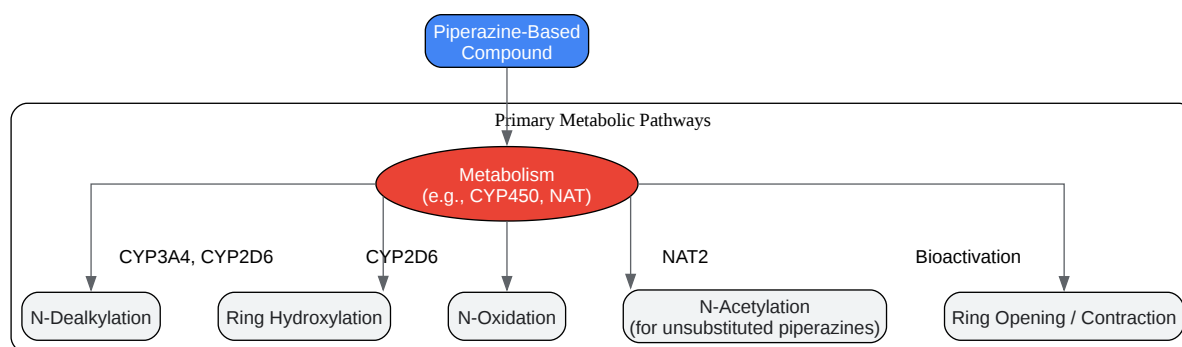 Piperazine-Based
Compound
Primary Metabolic Pathways
Metabolism
(e.g., CYP450, NAT)
CYP3A4, CYP2D6
CYP2D6
NAT2
Bioactivation
N-Dealkylation
Ring Hydroxylation
N-Oxidation
N-Acetylation
(for unsubstituted piperazines)
Ring Opening / Contraction